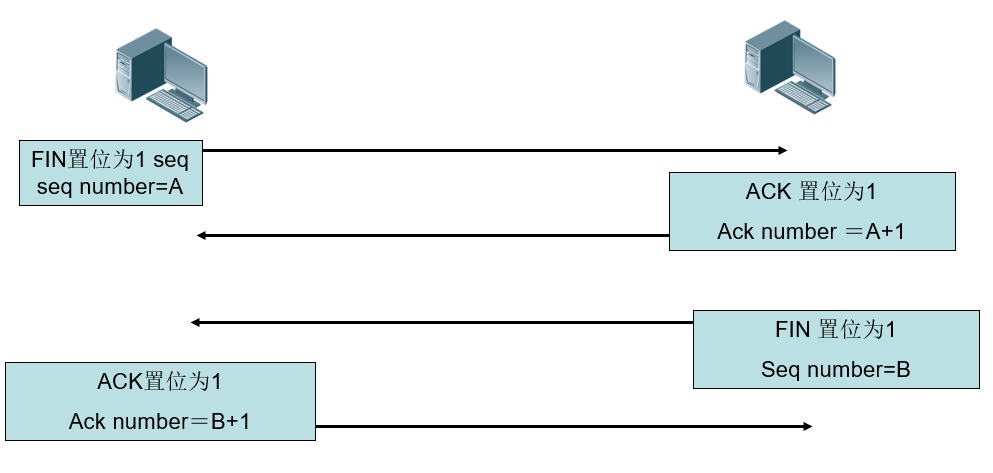 FIN置位为1 seq
seq number=A
ACK 置位为1
Ack number ＝A+1
FIN 置位为1
Seq number=B
ACK置位为1
Ack number＝B+1